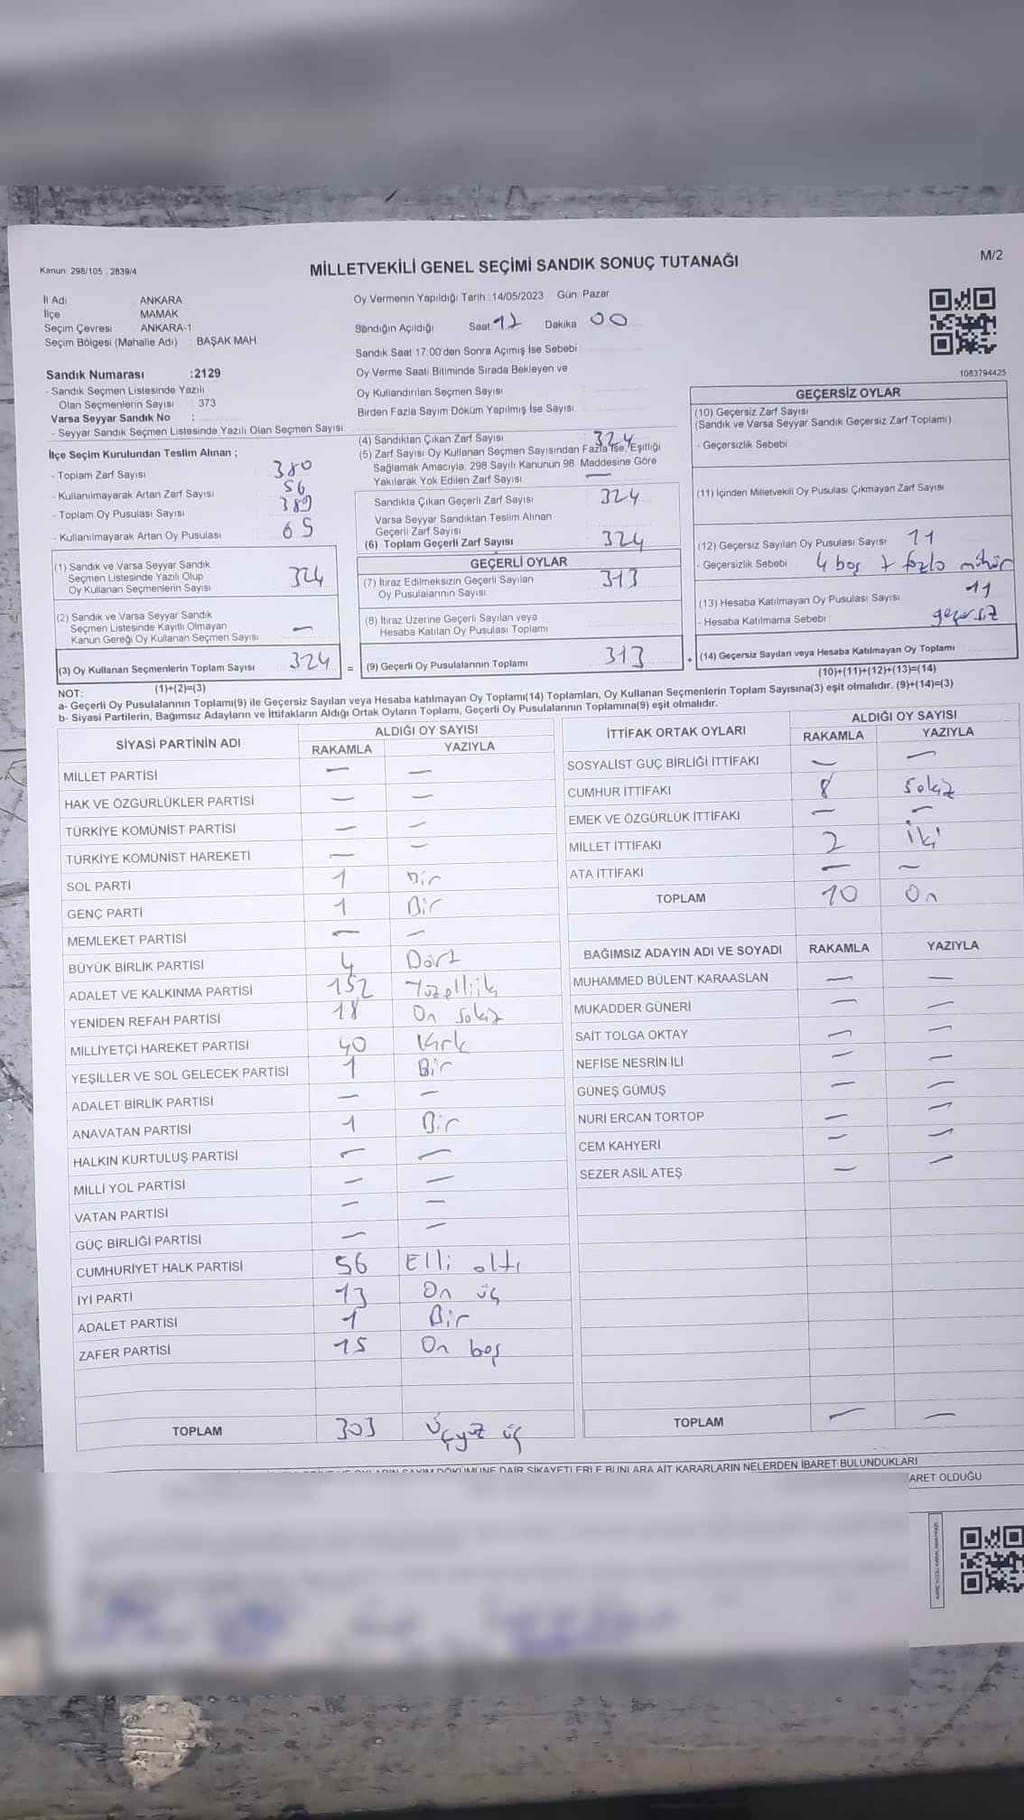 Kanun: 298/105 2839/4
MİLLETVEKİLİ GENEL SEÇİMİ SANDIK SONUÇ TUTANAĞI
M/2
İl Adı ANKARA
İlçe MAMAK
Seçim Çevresi ANKARA-1
Seçim Bölgesi (Mahalle Adı) : BAŞAK MAH.
Oy Vermenin Yapıldığı Tarih : 14/05/2023 Gün Pazar
Sandığın Açıldığı Saat 17 Dakika 00
Sandık Saat 17:00'den Sonra Açımış İse Sebebi
Oy Verme Saati Bitiminde Sırada Bekleyen ve
Oy Kullandırılan Seçmen Sayısı
Birden Fazla Sayım Döküm Yapılmış İse Sayısı
1083794425
Sandık Numarası :2129
- Sandık Seçmen Listesinde Yazılı
Olan Seçmenlerin Sayısı 373
Varsa Seyyar Sandık No :
- Seyyar Sandık Seçmen Listesinde Yazılı Olan Seçmen Sayısı:
İlçe Seçim Kurulundan Teslim Alınan ;
- Toplam Zarf Sayısı 380
- Kullanılmayarak Artan Zarf Sayısı 56
- Toplam Oy Pusulası Sayısı 389
- Kullanılmayarak Artan Oy Pusulası 65
(1) Sandık ve Varsa Seyyar Sandık
Seçmen Listesinde Yazılı Olup
Oy Kullanan Seçmenlerin Sayısı 324
(2) Sandık ve Varsa Seyyar Sandık
Seçmen Listesinde Kayıtlı Olmayan
Kanun Gereği Oy Kullanan Seçmen Sayısı —
(3) Oy Kullanan Seçmenlerin Toplam Sayısı 324 =
(1)+(2)=(3)
(4) Sandıktan Çıkan Zarf Sayısı 324
(5) Zarf Sayısı Oy Kullanan Seçmen Sayısından Fazla İse, Eşitliği
Sağlamak Amacıyla, 298 Sayılı Kanunun 98. Maddesine Göre
Yakılarak Yok Edilen Zarf Sayısı —
Sandıkta Çıkan Geçerli Zarf Sayısı 324
Varsa Seyyar Sandıktan Teslim Alınan
Geçerli Zarf Sayısı
(6) Toplam Geçerli Zarf Sayısı 324
GEÇERLİ OYLAR
(7) İtiraz Edilmeksizin Geçerli Sayılan
Oy Pusulalarının Sayısı 313
(8) İtiraz Üzerine Geçerli Sayılan veya
Hesaba Katılan Oy Pusulası Toplamı
(9) Geçerli Oy Pusulalarının Toplamı 313 +
GEÇERSİZ OYLAR
(10) Geçersiz Zarf Sayısı
(Sandık ve Varsa Seyyar Sandık Geçersiz Zarf Toplamı)
- Geçersizlik Sebebi
(11) İçinden Milletvekili Oy Pusulası Çıkmayan Zarf Sayısı
(12) Geçersiz Sayılan Oy Pusulası Sayısı 11
- Geçersizlik Sebebi 4 boş 7 fazla mühür
(13) Hesaba Katılmayan Oy Pusulası Sayısı 11
- Hesaba Katılmama Sebebi geçersiz
(14) Geçersiz Sayılan veya Hesaba Katılmayan Oy Toplamı
(10)+(11)+(12)+(13)=(14)
NOT:
a- Geçerli Oy Pusulalarının Toplamı(9) ile Geçersiz Sayılan veya Hesaba katılmayan Oy Toplamı(14) Toplamları, Oy Kullanan Seçmenlerin Toplam Sayısına(3) eşit olmalıdır. (9)+(14)=(3)
b- Siyasi Partilerin, Bağımsız Adayların ve İttifakların Aldığı Ortak Oyların Toplamı, Geçerli Oy Pusulalarının Toplamına(9) eşit olmalıdır.
SİYASİ PARTİNİN ADI ALDIĞI OY SAYISI
RAKAMLA YAZIYLA
MİLLET PARTİSİ — —
HAK VE ÖZGÜRLÜKLER PARTİSİ — —
TÜRKİYE KOMÜNİST PARTİSİ — —
TÜRKİYE KOMÜNİST HAREKETİ — —
SOL PARTİ 1 Bir
GENÇ PARTİ 1 Bir
MEMLEKET PARTİSİ — —
BÜYÜK BİRLİK PARTİSİ 4 Dört
ADALET VE KALKINMA PARTİSİ 152 Yüzelliiki
YENİDEN REFAH PARTİSİ 18 On sekiz
MİLLİYETÇİ HAREKET PARTİSİ 40 Kırk
YEŞİLLER VE SOL GELECEK PARTİSİ 1 Bir
ADALET BİRLİK PARTİSİ — —
ANAVATAN PARTİSİ 1 Bir
HALKIN KURTULUŞ PARTİSİ — —
MİLLİ YOL PARTİSİ — —
VATAN PARTİSİ — —
GÜÇ BİRLİĞİ PARTİSİ — —
CUMHURİYET HALK PARTİSİ 56 Elli altı
İYİ PARTİ 13 On üç
ADALET PARTİSİ 1 Bir
ZAFER PARTİSİ 15 On beş
TOPLAM 303 Üçyüz üç
İTTİFAK ORTAK OYLARI ALDIĞI OY SAYISI
RAKAMLA YAZIYLA
SOSYALİST GÜÇ BİRLİĞİ İTTİFAKI — —
CUMHUR İTTİFAKI 8 Sekiz
EMEK VE ÖZGÜRLÜK İTTİFAKI — —
MİLLET İTTİFAKI 2 İki
ATA İTTİFAKI — —
TOPLAM 10 On
BAĞIMSIZ ADAYIN ADI VE SOYADI RAKAMLA YAZIYLA
MUHAMMED BÜLENT KARAASLAN — —
MUKADDER GÜNERİ — —
SAİT TOLGA OKTAY — —
NEFİSE NESRİN İLİ — —
GÜNEŞ GÜMÜŞ — —
NURİ ERCAN TORTOP — —
CEM KAHYERİ — —
SEZER ASİL ATEŞ — —
TOPLAM — —
SAYIM DÖKÜMÜNE DAİR ŞİKAYETLERLE BUNLARA AİT KARARLARIN NELERDEN İBARET BULUNDUKLARI
ARET OLDUĞU